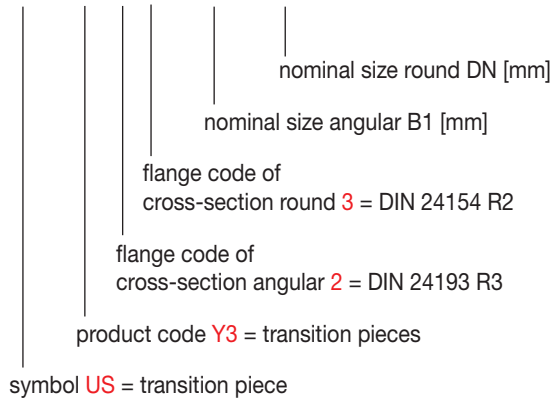 nominal size round DN [mm]
nominal size angular B1 [mm]
flange code of
cross-section round 3 = DIN 24154 R2
flange code of
cross-section angular 2 = DIN 24193 R3
product code Y3 = transition pieces
symbol US = transition piece